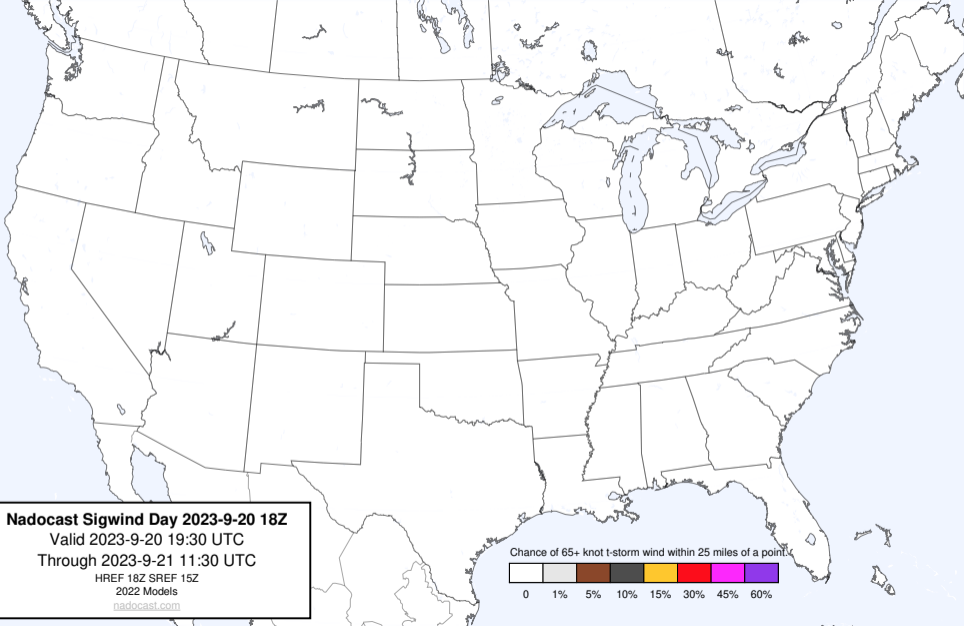 Nadocast Sigwind Day 2023-9-20 18Z
Valid 2023-9-20 19:30 UTC
Through 2023-9-21 11:30 UTC
HREF 18Z SREF 15Z
2022 Models
nadocast.com
Chance of 65+ knot t-storm wind within 25 miles of a point.
0 1% 5% 10% 15% 30% 45% 60%